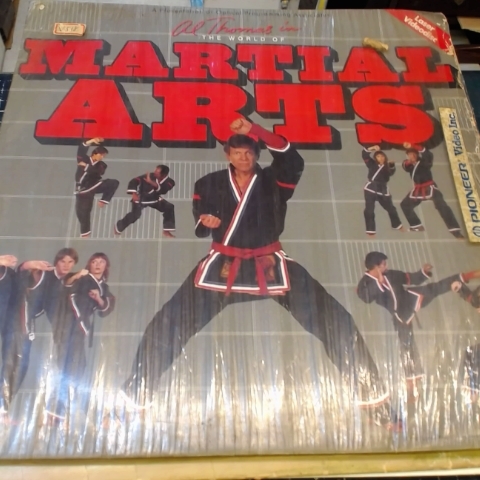 Al Thomas in
THE WORLD OF
MARTIAL
ARTS
Laser
Videodisc
PIONEER Video Inc.